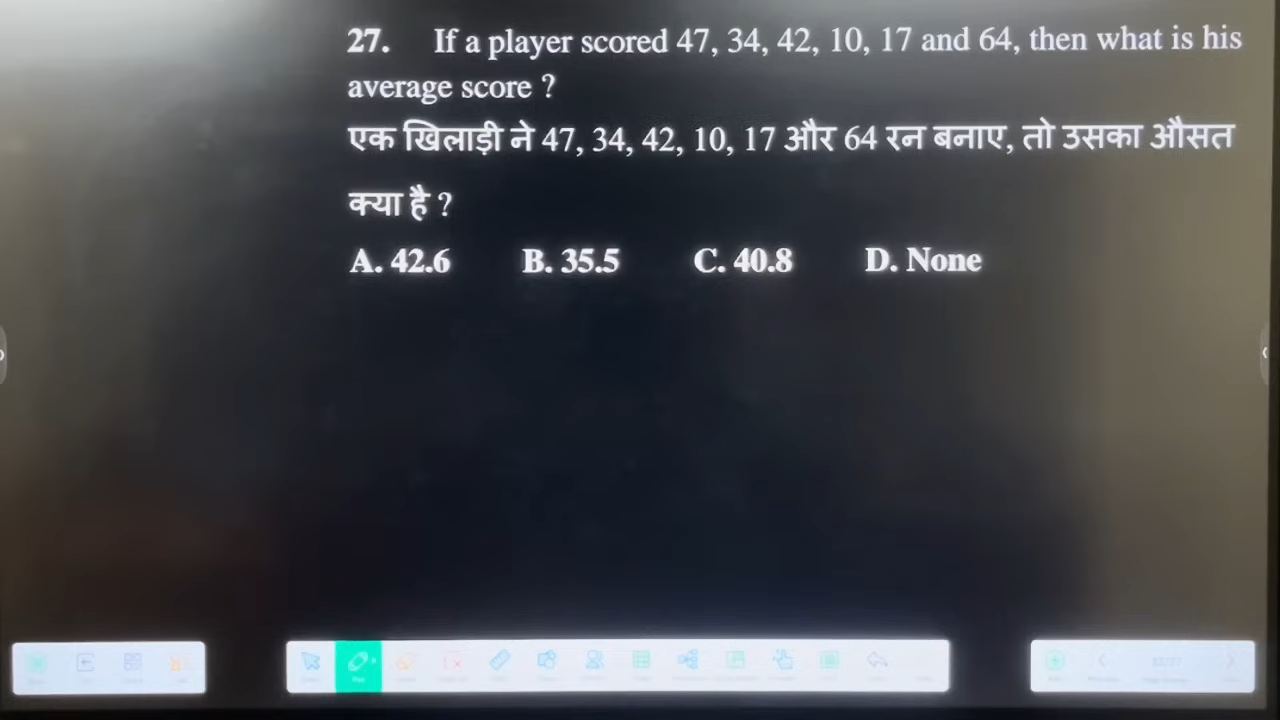 27. If a player scored 47, 34, 42, 10, 17 and 64, then what is his
average score ?
एक खिलाड़ी ने 47, 34, 42, 10, 17 और 64 रन बनाए, तो उसका औसत
क्या है ?
A. 42.6 B. 35.5 C. 40.8 D. None